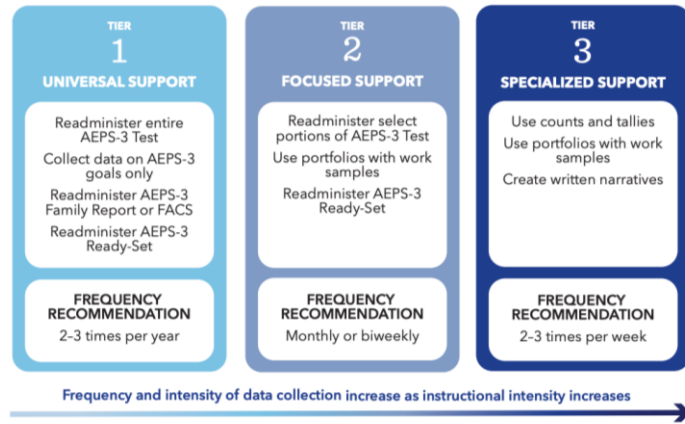 TIER
1
UNIVERSAL SUPPORT
Readminister entire
AEPS-3 Test
Collect data on AEPS-3
goals only
Readminister AEPS-3
Family Report or FACS
Readminister AEPS-3
Ready-Set
FREQUENCY
RECOMMENDATION
2–3 times per year
TIER
2
FOCUSED SUPPORT
Readminister select
portions of AEPS-3 Test
Use portfolios with work
samples
Readminister AEPS-3
Ready-Set
FREQUENCY
RECOMMENDATION
Monthly or biweekly
TIER
3
SPECIALIZED SUPPORT
Use counts and tallies
Use portfolios with work
samples
Create written narratives
FREQUENCY
RECOMMENDATION
2–3 times per week
Frequency and intensity of data collection increase as instructional intensity increases